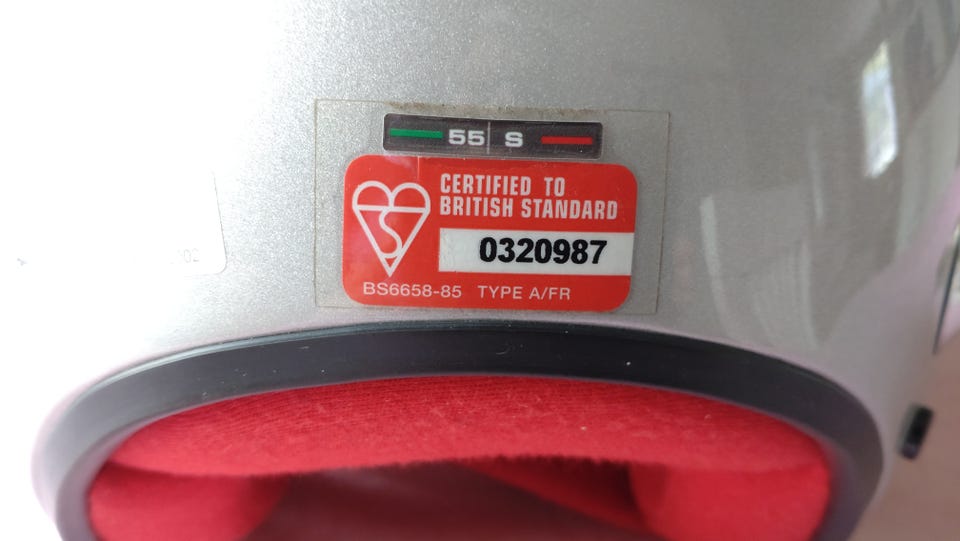 55 S
CERTIFIED TO
BRITISH STANDARD
0320987
BS6658-85 TYPE A/FR